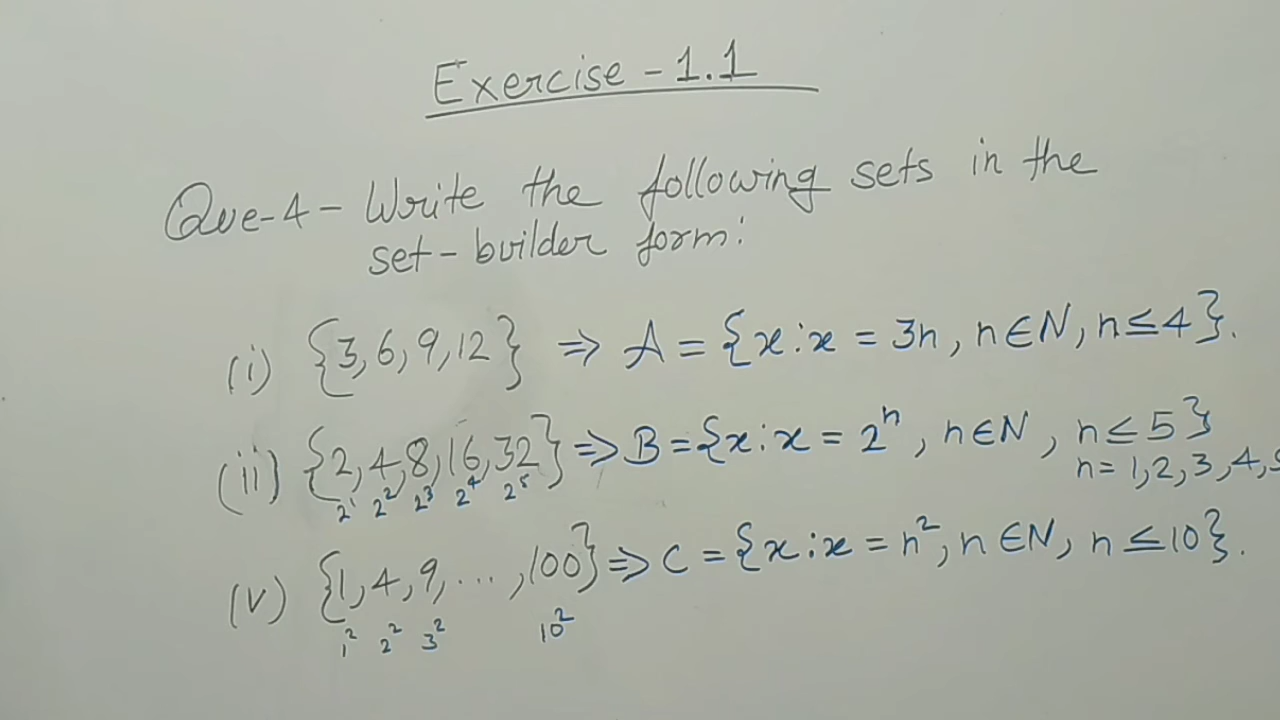 Exercise - 1.1
Que-4- Write the following sets in the
set-builder form:
(i) {3, 6, 9, 12} ⇒ A = {x : x = 3n, n∈N, n≤4}.
(ii) {2, 4, 8, 16, 32} ⇒ B = {x : x = 2ⁿ, n∈N, n≤5}
2¹ 2² 2³ 2⁴ 2⁵ n = 1, 2, 3, 4,
(v) {1, 4, 9, ..., 100} ⇒ C = {x : x = n², n∈N, n≤10}.
1² 2² 3² 10²